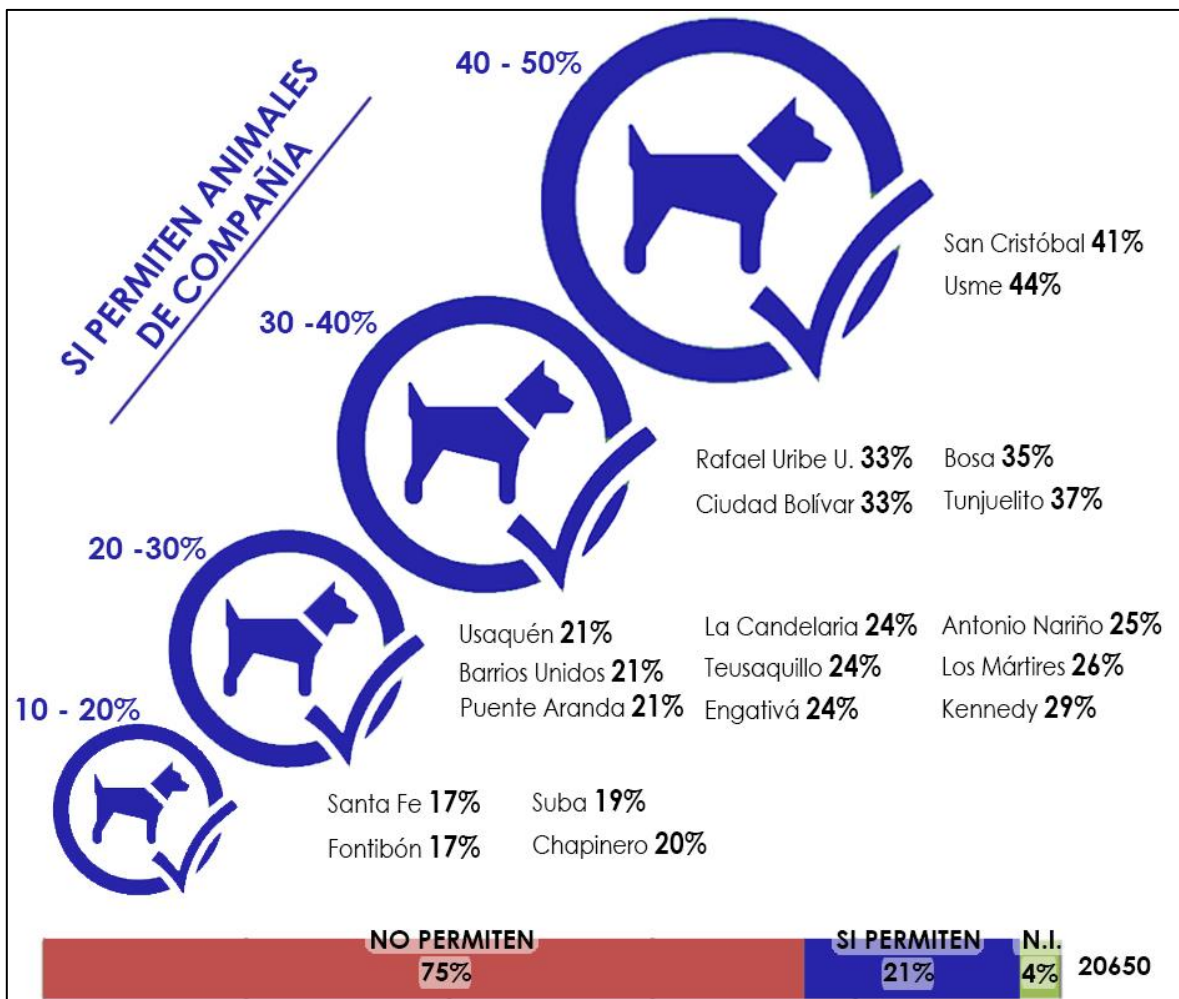 SI PERMITEN ANIMALES
DE COMPAÑÍA
40 - 50%
San Cristóbal 41%
Usme 44%
30 -40%
Rafael Uribe U. 33%
Bosa 35%
Ciudad Bolívar 33%
Tunjuelito 37%
20 -30%
Usaquén 21%
La Candelaria 24%
Antonio Nariño 25%
Barrios Unidos 21%
Teusaquillo 24%
Los Mártires 26%
Puente Aranda 21%
Engativá 24%
Kennedy 29%
10 - 20%
Santa Fe 17%
Suba 19%
Fontibón 17%
Chapinero 20%
NO PERMITEN
75%
SI PERMITEN
21%
N.I.
4%
20650